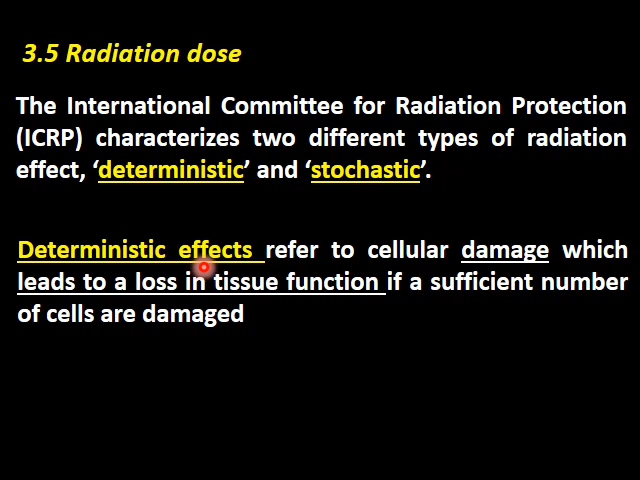 3.5 Radiation dose
The International Committee for Radiation Protection
(ICRP) characterizes two different types of radiation
effect, ‘deterministic’ and ‘stochastic’.
Deterministic effects refer to cellular damage which
leads to a loss in tissue function if a sufficient number
of cells are damaged